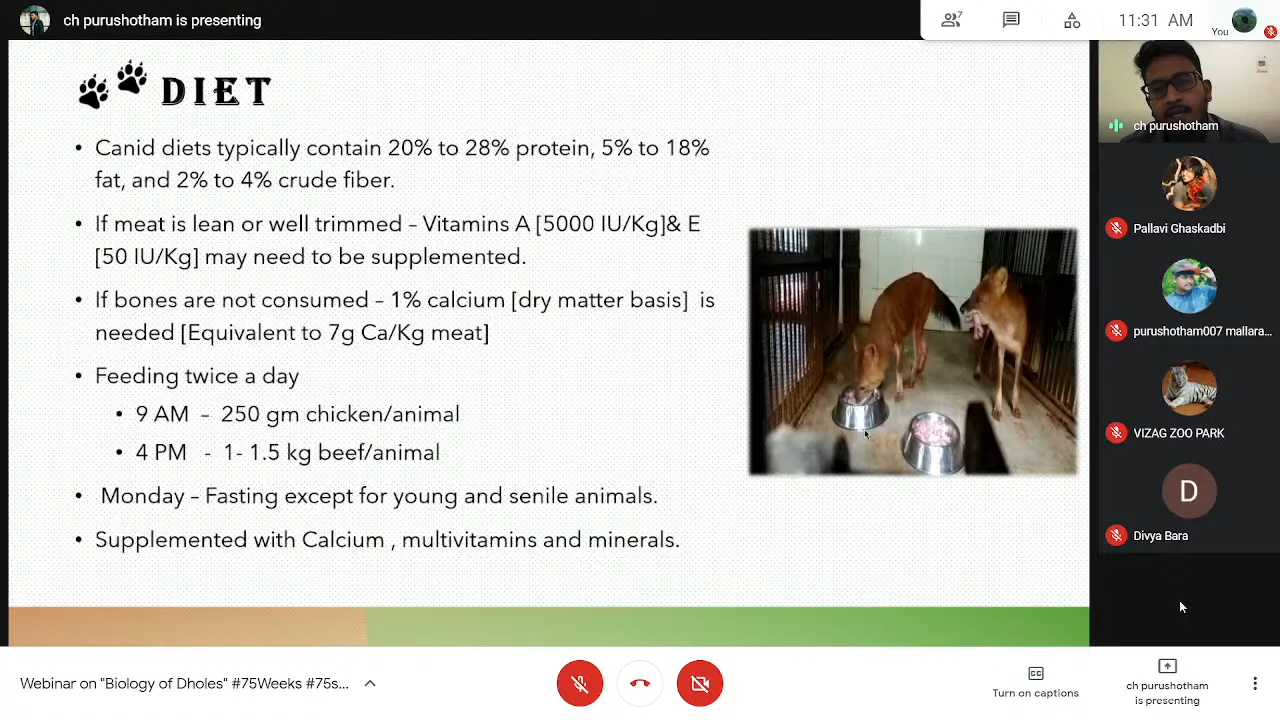 ch purushotham is presenting
7
11:31 AM
You
DIET
• Canid diets typically contain 20% to 28% protein, 5% to 18%
fat, and 2% to 4% crude fiber.
• If meat is lean or well trimmed – Vitamins A [5000 IU/Kg]& E
[50 IU/Kg] may need to be supplemented.
• If bones are not consumed – 1% calcium [dry matter basis] is
needed [Equivalent to 7g Ca/Kg meat]
• Feeding twice a day
• 9 AM – 250 gm chicken/animal
• 4 PM - 1- 1.5 kg beef/animal
• Monday – Fasting except for young and senile animals.
• Supplemented with Calcium , multivitamins and minerals.
ch purushotham
Pallavi Ghaskadbi
purushotham007 mallara...
VIZAG ZOO PARK
D
Divya Bara
Webinar on "Biology of Dholes" #75Weeks #75s...
CC
Turn on captions
ch purushotham
is presenting